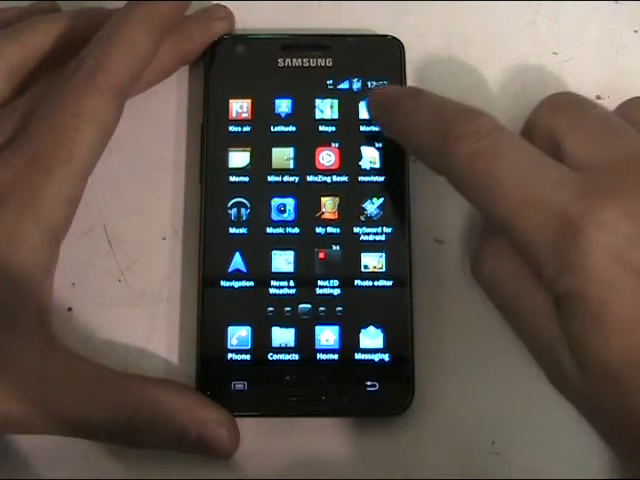 SAMSUNG
Kies air
Latitude
Maps
Memo
Mini diary
MixZing Basic
movistar
Music
Music Hub
My files
MySword for
Android
Navigation
News &
Weather
NoLED
Settings
Photo editor
Phone
Contacts
Home
Messaging